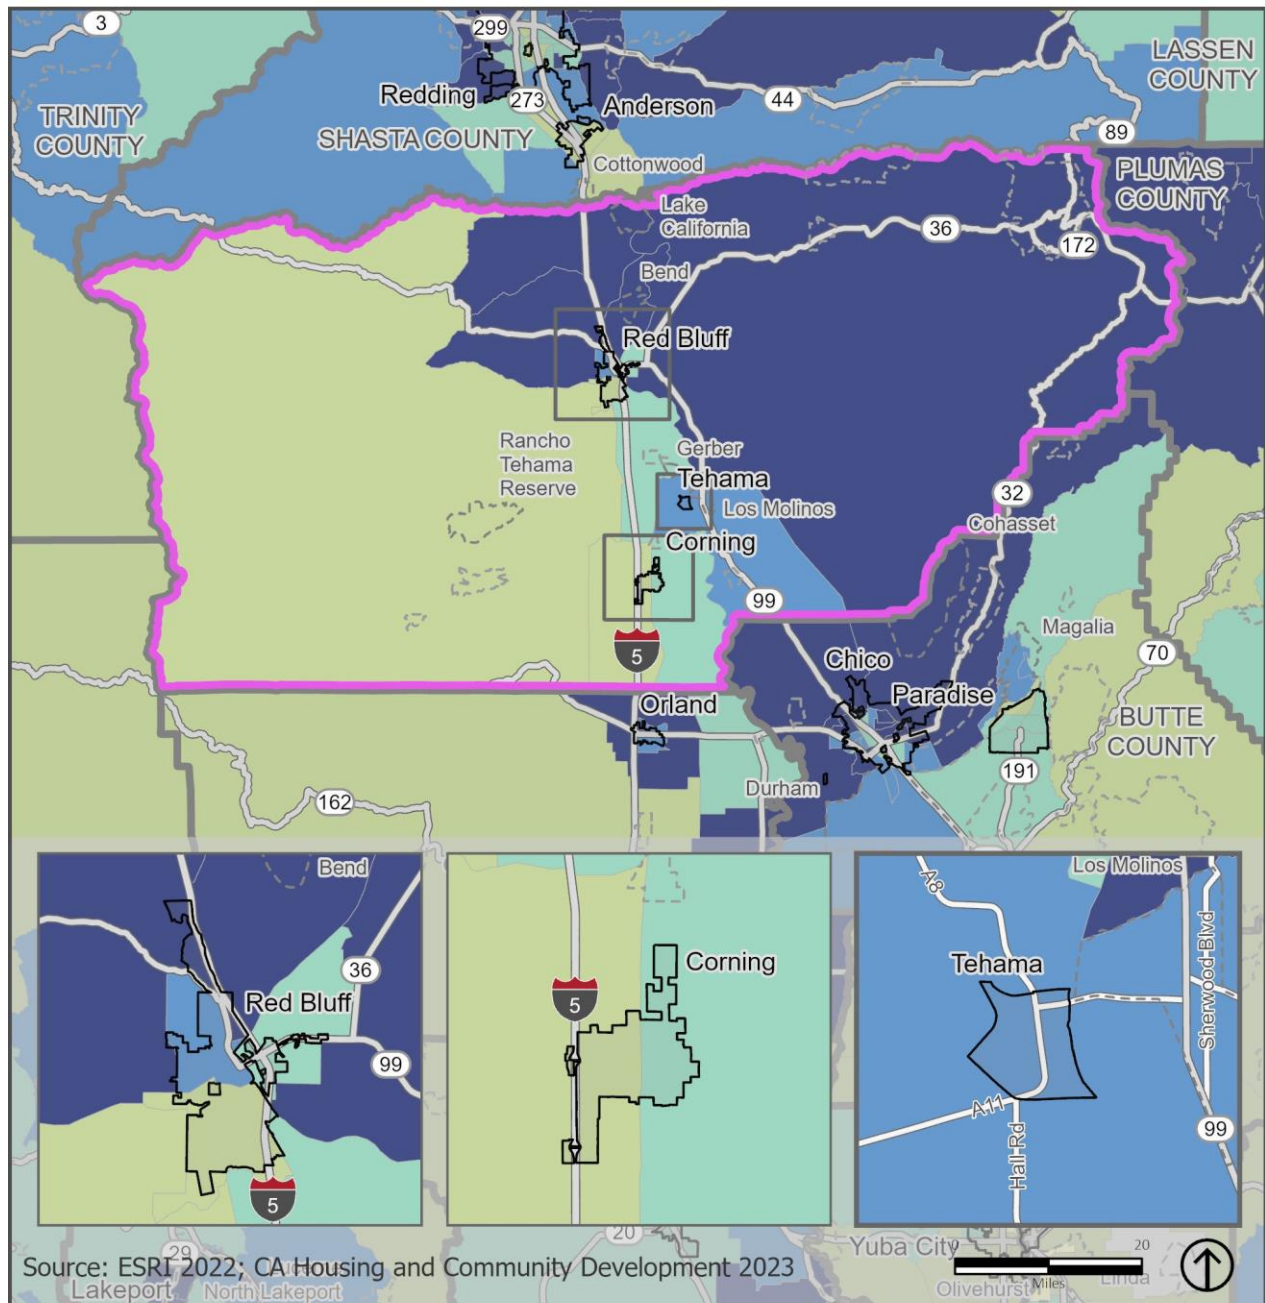 3
299
LASSEN
COUNTY
Redding
273
Anderson
44
TRINITY
COUNTY
SHASTA COUNTY
89
Cottonwood
PLUMAS
COUNTY
Lake
California
36
172
Bend
Red Bluff
Rancho
Tehama
Reserve
Gerber
Tehama
Los Molinos
32
Cohasset
Corning
99
5
Magalia
70
Chico
Paradise
Orland
BUTTE
COUNTY
191
Durham
162
Bend
36
Red Bluff
99
5
Corning
5
Los Molinos
A8
Tehama
Sherwood Blvd
A11
Hall Rd
99
20
29
Yuba City
0
20
Miles
Source: ESRI 2022; CA Housing and Community Development 2023
Lakeport
North Lakeport
Olivehurst
Linda